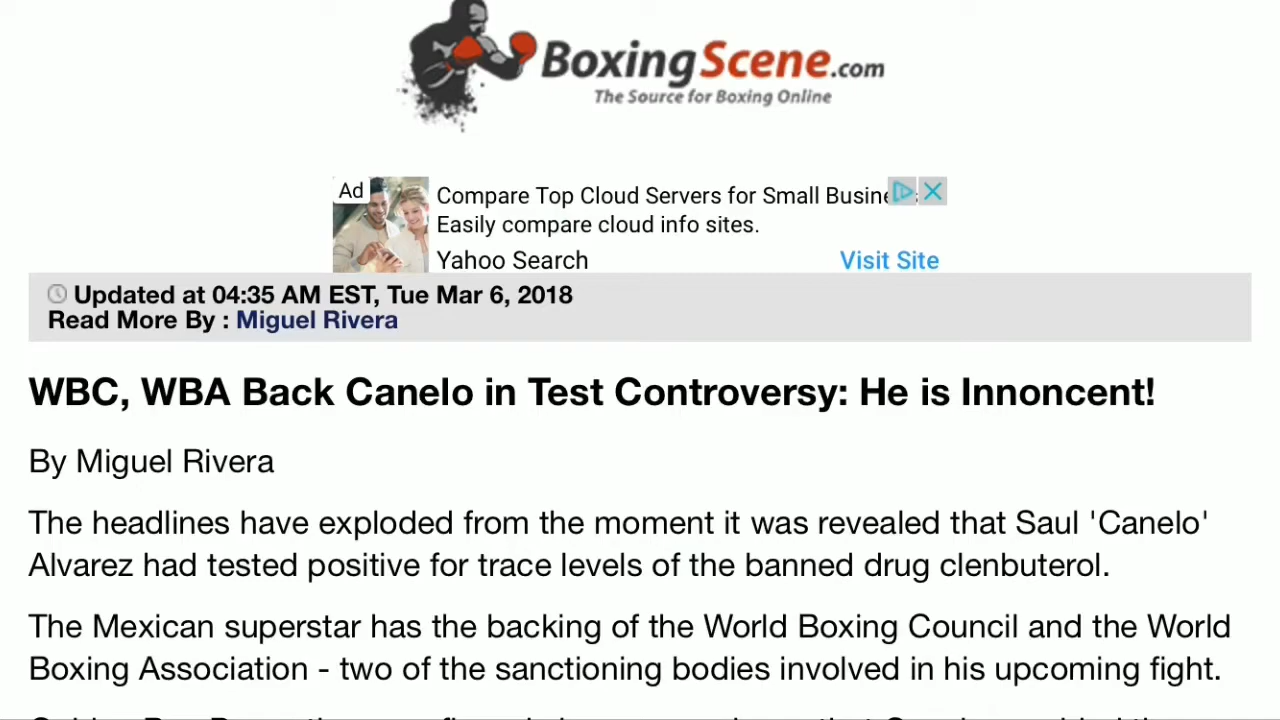 BoxingScene.com
The Source for Boxing Online
Ad
Compare Top Cloud Servers for Small
Easily compare cloud info sites.
Yahoo Search
Visit Site
Updated at 04:35 AM EST, Tue Mar 6, 2018
Read More By : Miguel Rivera
WBC, WBA Back Canelo in Test Controversy: He is Innoncent!
By Miguel Rivera
The headlines have exploded from the moment it was revealed that Saul 'Canelo'
Alvarez had tested positive for trace levels of the banned drug clenbuterol.
The Mexican superstar has the backing of the World Boxing Council and the World
Boxing Association - two of the sanctioning bodies involved in his upcoming fight.